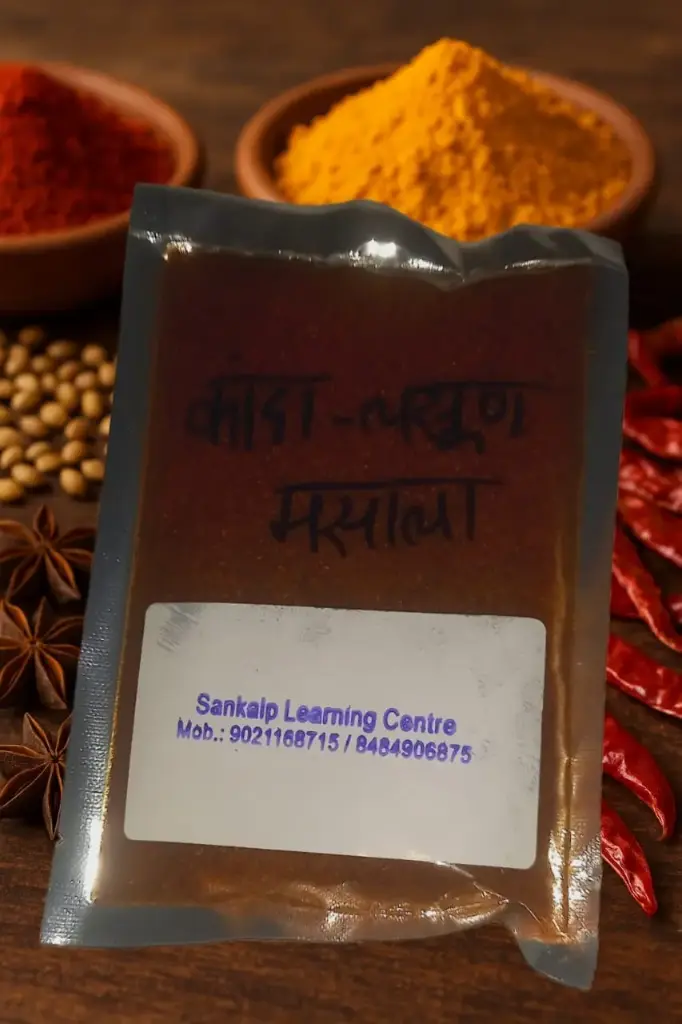 कांदा - लसूण
मसाला
Sankalp Learning Centre
Mob.: 9021168715 / 8484906875